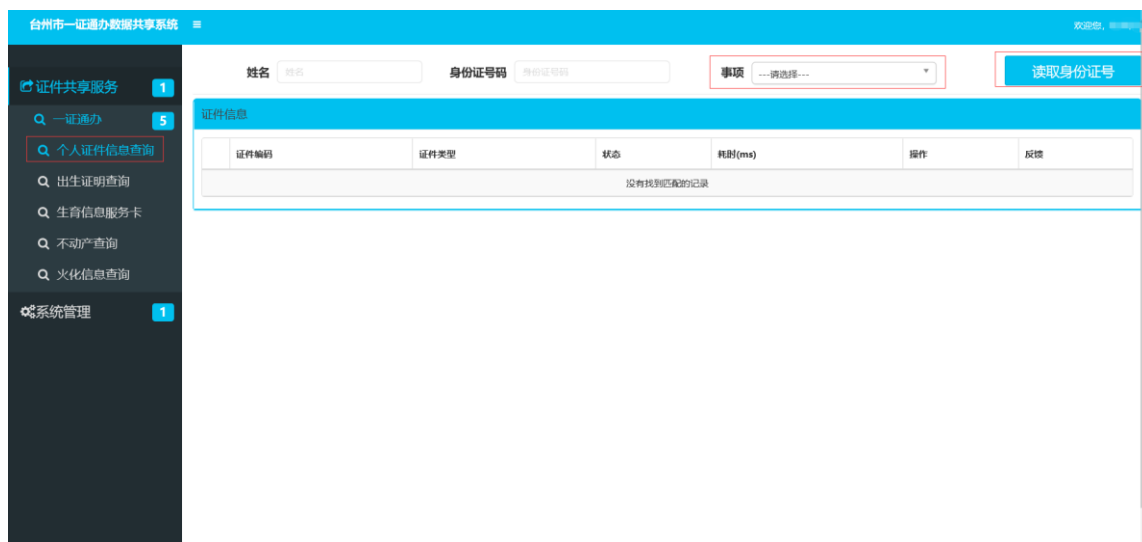 台州市一证通办数据共享系统
欢迎您,
证件共享服务 1
一证通办 5
个人证件信息查询
出生证明查询
生育信息服务卡
不动产查询
火化信息查询
系统管理 1
姓名 姓名 身份证号码 身份证号码 事项 ---请选择--- 读取身份证号
证件信息
证件编码 证件类型 状态 耗时(ms) 操作 反馈
没有找到匹配的记录